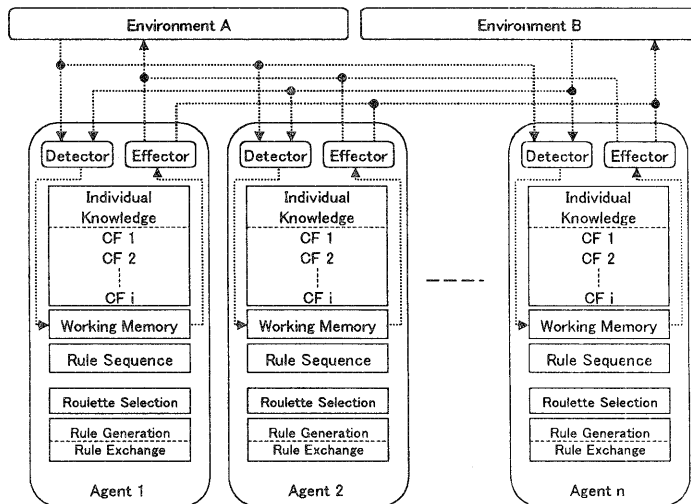 Environment A
Environment B
Detector
Effector
Individual
Knowledge
CF 1
CF 2
CF i
Working Memory
Rule Sequence
Roulette Selection
Rule Generation
Rule Exchange
Agent 1
Detector
Effector
Individual
Knowledge
CF 1
CF 2
CF i
Working Memory
Rule Sequence
Roulette Selection
Rule Generation
Rule Exchange
Agent 2
Detector
Effector
Individual
Knowledge
CF 1
CF 2
CF i
Working Memory
Rule Sequence
Roulette Selection
Rule Generation
Rule Exchange
Agent n